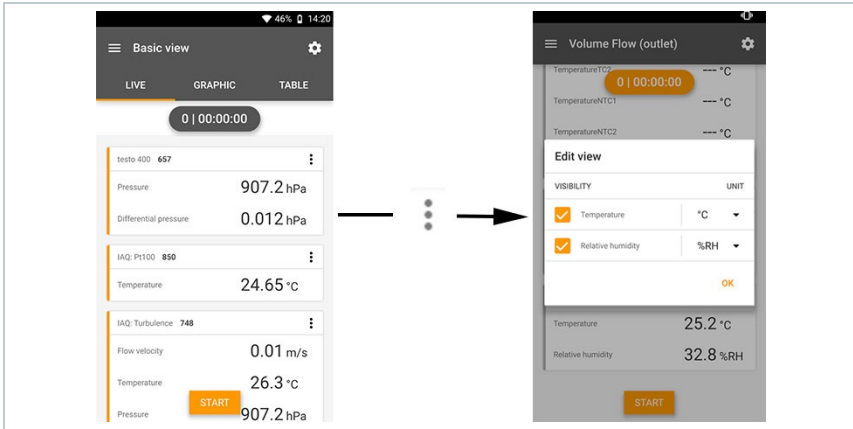 46% 14:20
Basic view
LIVE GRAPHIC TABLE
0 | 00:00:00
testo 400 657
Pressure 907.2 hPa
Differential pressure 0.012 hPa
IAQ: Pt100 850
Temperature 24.65 °C
IAQ: Turbulence 748
Flow velocity 0.01 m/s
Temperature 26.3 °C
START
Pressure 907.2 hPa
Volume Flow (outlet)
TemperatureTC2 --- °C
0 | 00:00:00
TemperatureNTC1 --- °C
TemperatureNTC2 --- °C
Edit view
VISIBILITY UNIT
Temperature °C
Relative humidity %RH
OK
Temperature 25.2 °C
Relative humidity 32.8 %RH
START